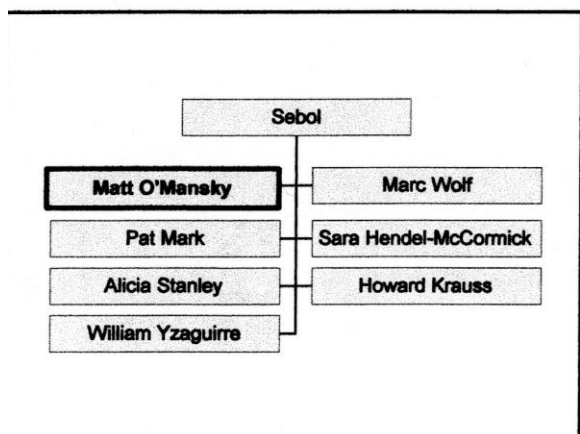 Sebol
Matt O'Mansky
Marc Wolf
Pat Mark
Sara Hendel-McCormick
Alicia Stanley
Howard Krauss
William Yzaguirre